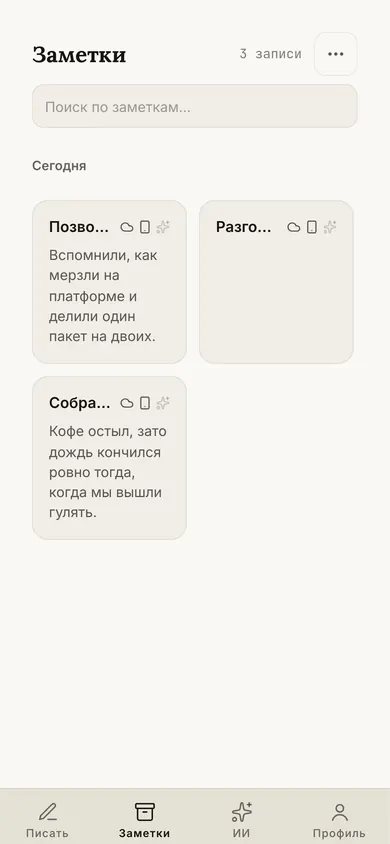 Заметки
3 записи
Поиск по заметкам...
Сегодня
Позво...
Вспомнили, как
мерзли на
платформе и
делили один
пакет на двоих.
Разго...
Собра...
Кофе остыл, зато
дождь кончился
ровно тогда,
когда мы вышли
гулять.
Писать
Заметки
ИИ
Профиль